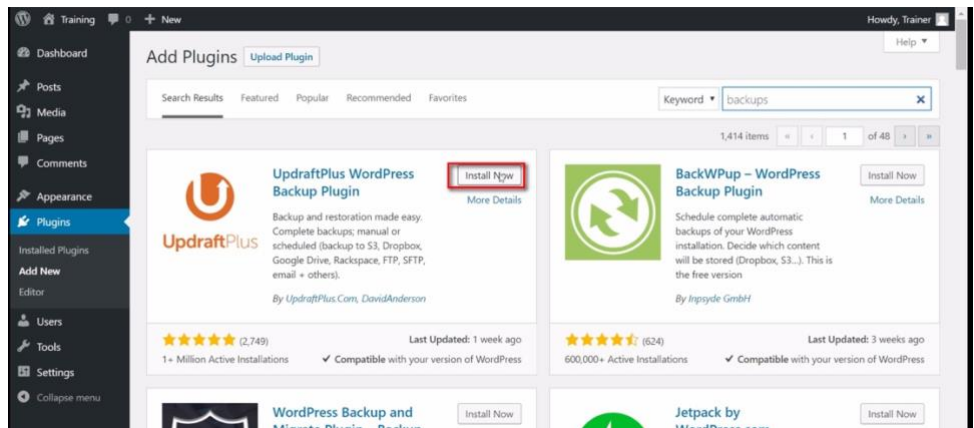 Training 0 + New Howdy, Trainer
Help ▼
Dashboard
Posts
Media
Pages
Comments
Appearance
Plugins
Installed Plugins
Add New
Editor
Users
Tools
Settings
Collapse menu
Add Plugins Upload Plugin
Search Results Featured Popular Recommended Favorites Keyword ▼ backups
1,414 items « ‹ 1 of 48 › »
UpdraftPlus
UpdraftPlus WordPress
Backup Plugin
Install Now
More Details
Backup and restoration made easy.
Complete backups; manual or
scheduled (backup to S3, Dropbox,
Google Drive, Rackspace, FTP, SFTP,
email + others).
By UpdraftPlus.Com, DavidAnderson
(2,749) Last Updated: 1 week ago
1+ Million Active Installations ✔ Compatible with your version of WordPress
BackWPup – WordPress
Backup Plugin
Install Now
More Details
Schedule complete automatic
backups of your WordPress
installation. Decide which content
will be stored (Dropbox, S3...). This is
the free version
By Inpsyde GmbH
(624) Last Updated: 3 weeks ago
600,000+ Active Installations ✔ Compatible with your version of WordPress
WordPress Backup and
Migrate Plugin – Backup
Install Now
Jetpack by
WordPress.com
Install Now